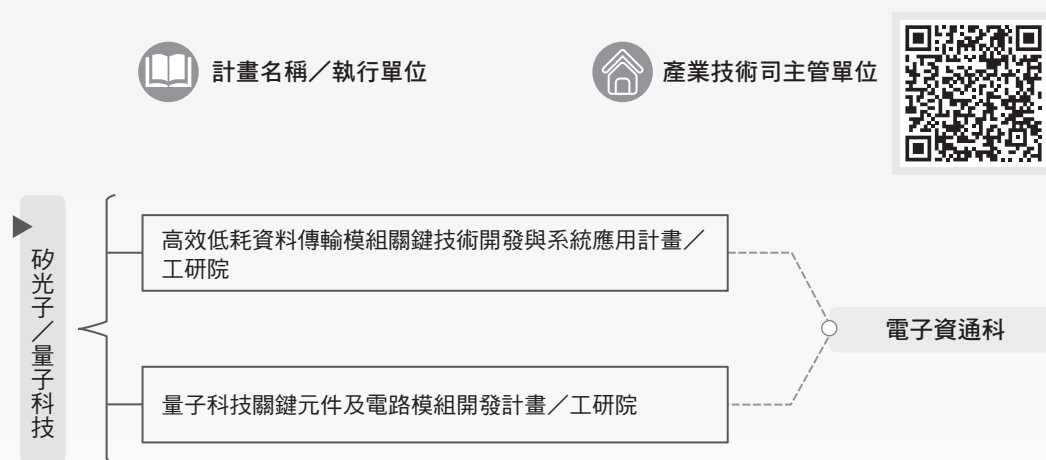 計畫名稱／執行單位
產業技術司主管單位
矽光子／量子科技
高效低耗資料傳輸模組關鍵技術開發與系統應用計畫／
工研院
量子科技關鍵元件及電路模組開發計畫／工研院
電子資通科